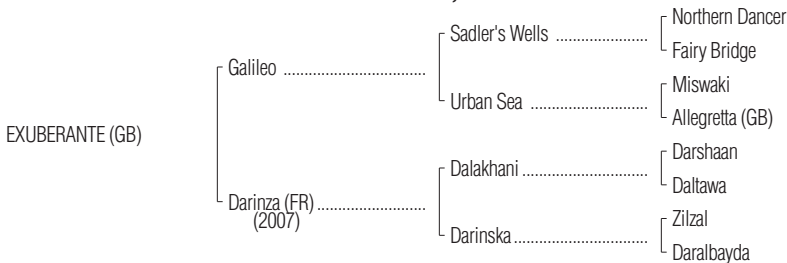 Northern Dancer
Sadler's Wells ......................
Fairy Bridge
Galileo ..................................
Miswaki
Urban Sea ............................
Allegretta (GB)
EXUBERANTE (GB)
Darshaan
Dalakhani .............................
Daltawa
Darinza (FR) ..........................
(2007)
Zilzal
Darinska ................................
Daralbayda